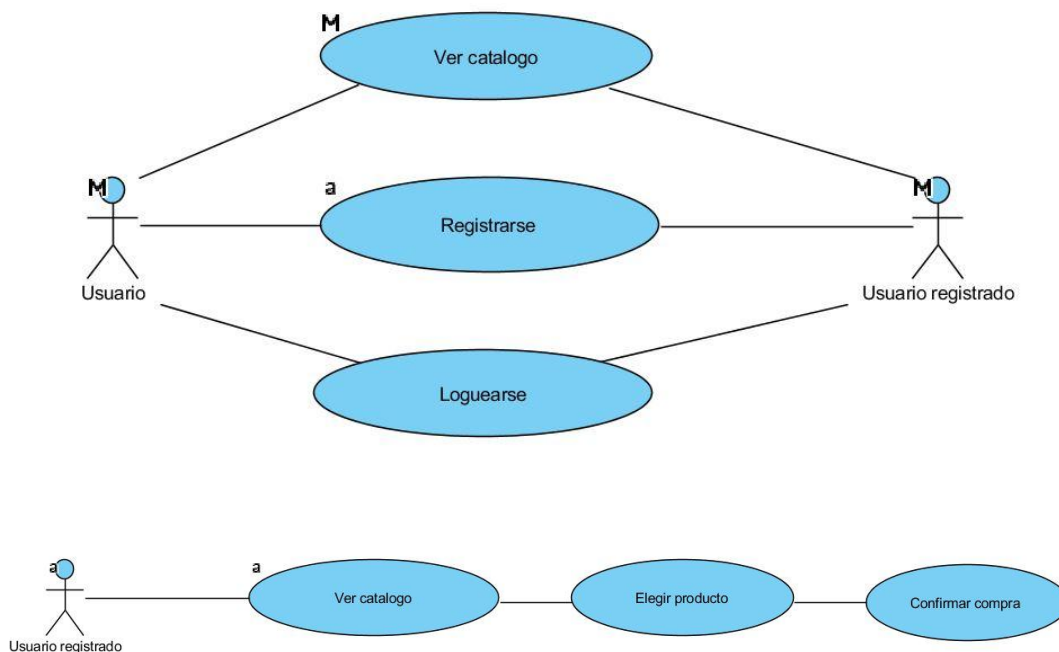 M
Ver catalogo
M
a
M
Registrarse
Usuario
Usuario registrado
Loguearse
a
a
Ver catalogo
Elegir producto
Confirmar compra
Usuario registrado